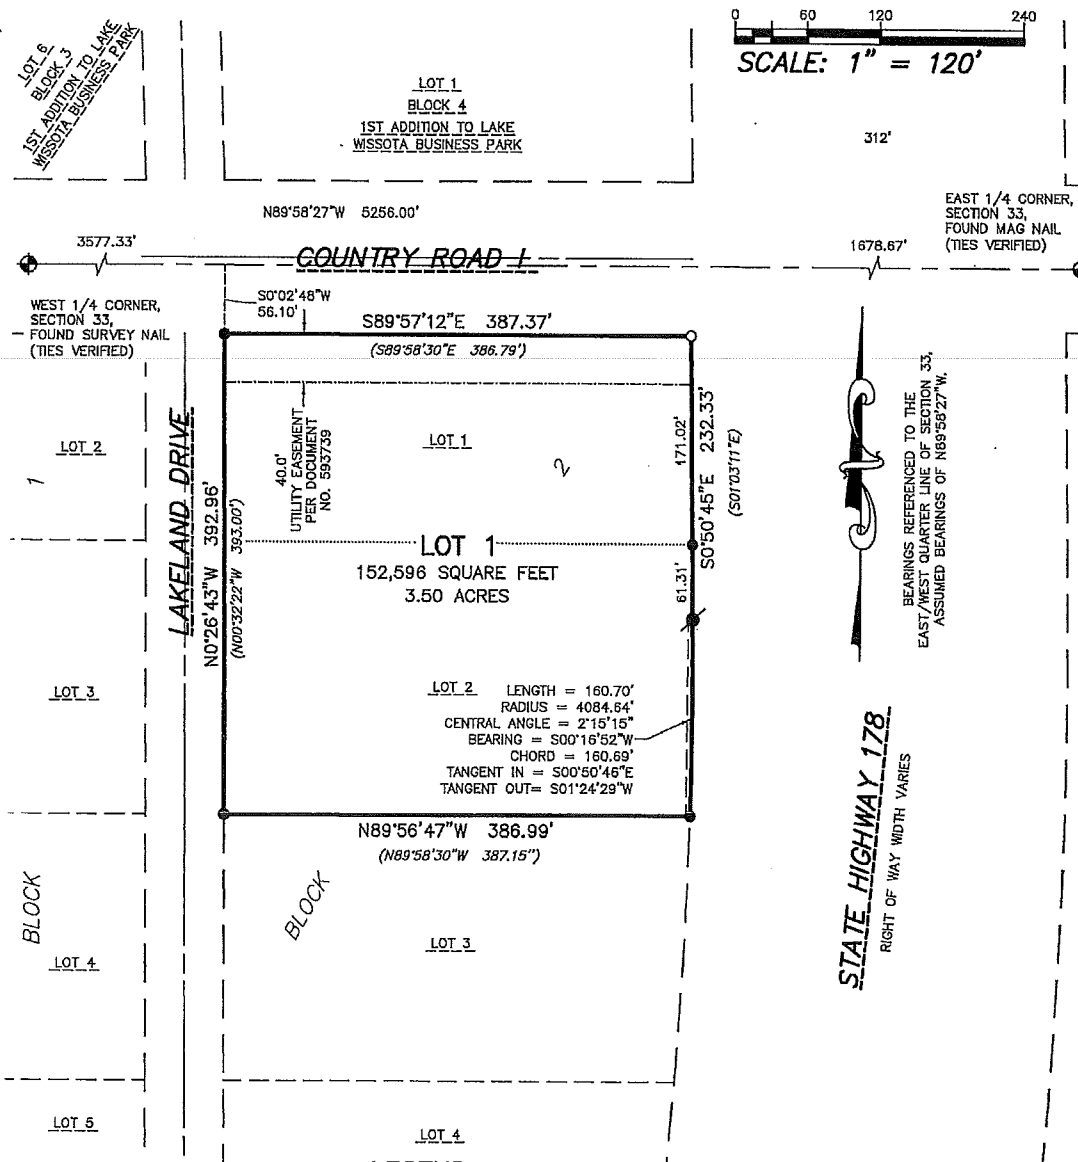 0 60 120 240
SCALE: 1" = 120'
LOT 6
BLOCK 3
1ST ADDITION TO LAKE
WISSOTA BUSINESS PARK
LOT 1
BLOCK 4
1ST ADDITION TO LAKE
WISSOTA BUSINESS PARK
312'
N89°58'27"W 5256.00'
EAST 1/4 CORNER,
SECTION 33,
FOUND MAG NAIL
(TIES VERIFIED)
3577.33'
COUNTRY ROAD I
1678.67'
WEST 1/4 CORNER,
SECTION 33,
FOUND SURVEY NAIL
(TIES VERIFIED)
S0°02'48"W
56.10'
S89°57'12"E 387.37'
(S89°58'30"E 386.79')
LOT 2
1
LAKELAND DRIVE
N0°26'43"W 392.96'
(N00°32'22"W 393.00')
40.0'
UTILITY EASEMENT
PER DOCUMENT
NO. 593739
LOT 1
2
171.02'
S0°50'45"E 232.33'
(S01°03'11"E)
61.31'
BEARINGS REFERENCED TO THE
EAST/WEST QUARTER LINE OF SECTION 33,
ASSUMED BEARINGS OF N89°58'27"W.
LOT 1
152,596 SQUARE FEET
3.50 ACRES
LOT 3
LOT 2
LENGTH = 160.70'
RADIUS = 4084.64'
CENTRAL ANGLE = 2°15'15"
BEARING = S00°16'52"W
CHORD = 160.69'
TANGENT IN = S00°50'46"E
TANGENT OUT= S01°24'29"W
STATE HIGHWAY 178
RIGHT OF WAY WIDTH VARIES
N89°56'47"W 386.99'
(N89°58'30"W 387.15")
BLOCK
BLOCK
LOT 3
LOT 4
LOT 5
LOT 4